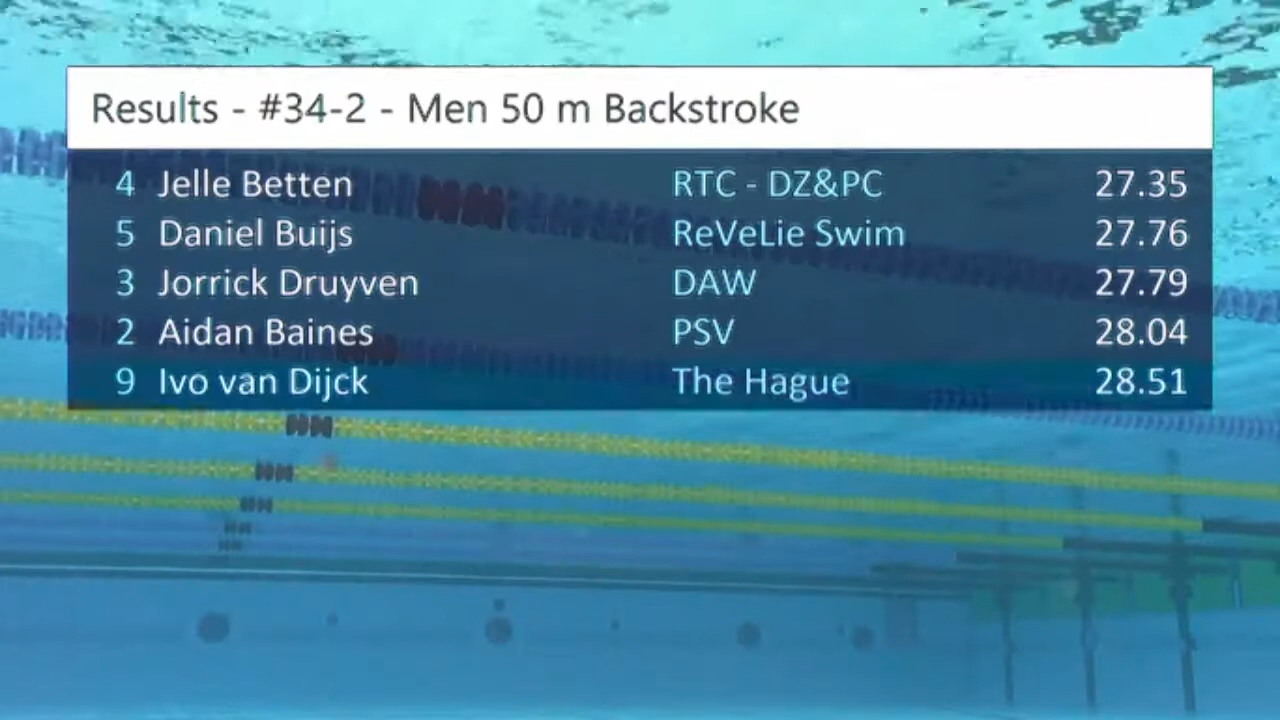 Results - #34-2 - Men 50 m Backstroke
4 Jelle Betten RTC - DZ&PC 27.35
5 Daniel Buijs ReVeLie Swim 27.76
3 Jorrick Druyven DAW 27.79
2 Aidan Baines PSV 28.04
9 Ivo van Dijck The Hague 28.51